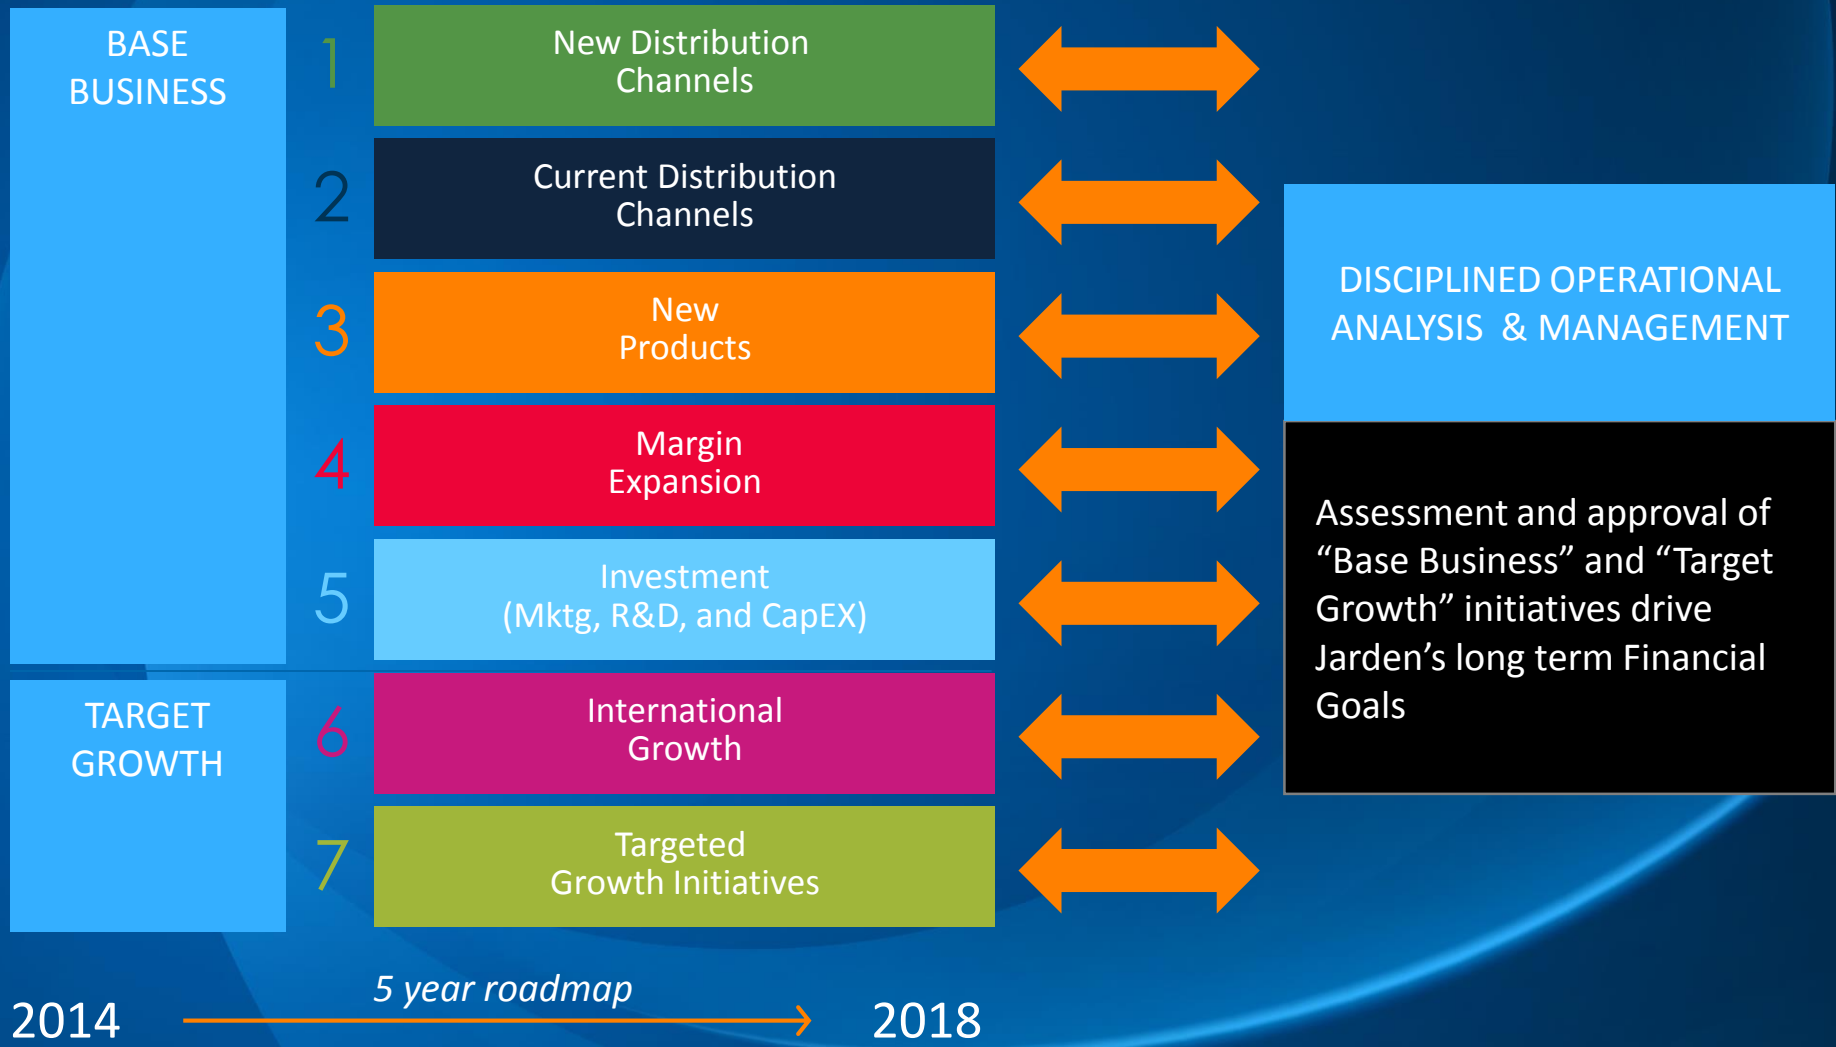 BASE
BUSINESS
1
New Distribution
Channels
2
Current Distribution
Channels
3
New
Products
4
Margin
Expansion
5
Investment
(Mktg, R&D, and CapEX)
TARGET
GROWTH
6
International
Growth
7
Targeted
Growth Initiatives
DISCIPLINED OPERATIONAL
ANALYSIS & MANAGEMENT
Assessment and approval of
“Base Business” and “Target
Growth” initiatives drive
Jarden’s long term Financial
Goals
5 year roadmap
2014
2018